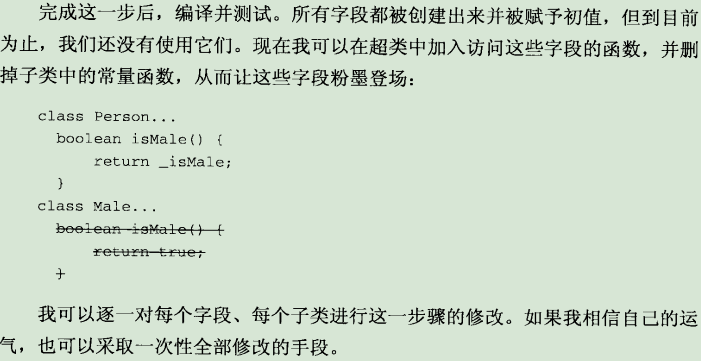 完成这一步后，编译并测试。所有字段都被创建出来并被赋予初值，但到目前
为止，我们还没有使用它们。现在我可以在超类中加入访问这些字段的函数，并删
掉子类中的常量函数，从而让这些字段粉墨登场：
class Person...
boolean isMale() {
return _isMale;
}
class Male...
boolean isMale() {
return true;
}
我可以逐一对每个字段、每个子类进行这一步骤的修改。如果我相信自己的运
气，也可以采取一次性全部修改的手段。